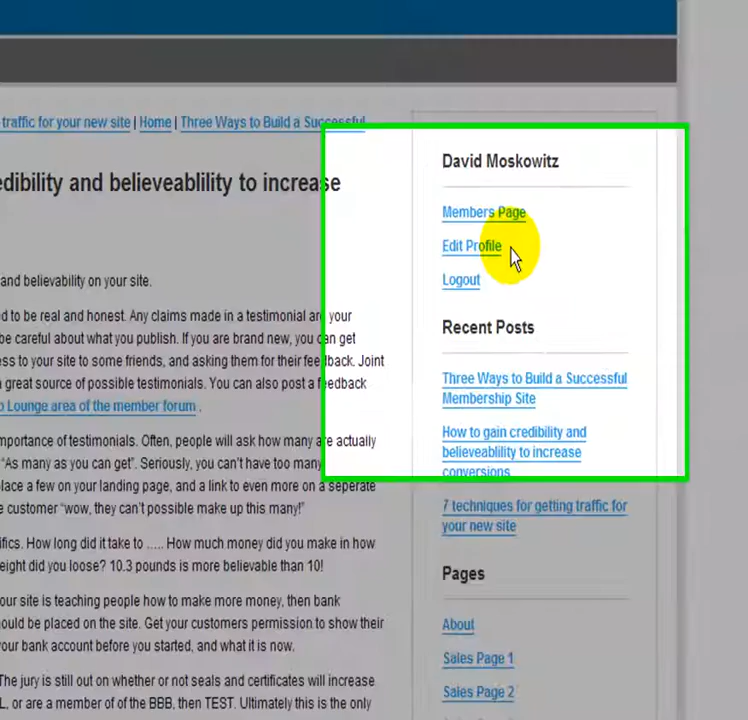 traffic for your new site | Home | Three Ways to Build a Successful
edibility and believeablility to increase
and believability on your site.
ed to be real and honest. Any claims made in a testimonial are your
be careful about what you publish. If you are brand new, you can get
ess to your site to some friends, and asking them for their feedback. Joint
great source of possible testimonials. You can also post a feedback
Lounge area of the member forum .
mportance of testimonials. Often, people will ask how many are actually
"As many as you can get". Seriously, you can't have too many
lace a few on your landing page, and a link to even more on a seperate
e customer "wow, they can't possible make up this many!"
ifics. How long did it take to ..... How much money did you make in how
eight did you loose? 10.3 pounds is more believable than 10!
our site is teaching people how to make more money, then bank
ould be placed on the site. Get your customers permission to show their
our bank account before you started, and what it is now.
The jury is still out on whether or not seals and certificates will increase
L, or are a member of of the BBB, then TEST. Ultimately this is the only
David Moskowitz
Members Page
Edit Profile
Logout
Recent Posts
Three Ways to Build a Successful
Membership Site
How to gain credibility and
believeablility to increase
conversions
7 techniques for getting traffic for
your new site
Pages
About
Sales Page 1
Sales Page 2